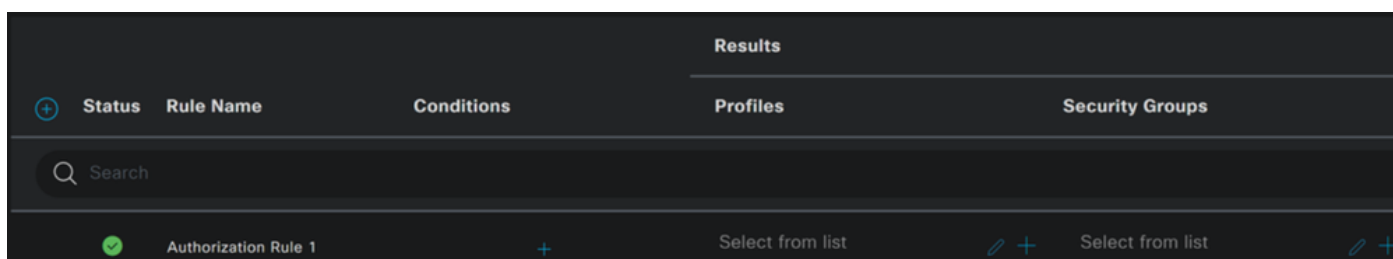 Results
Status Rule Name Conditions Profiles Security Groups
Search
Authorization Rule 1 Select from list Select from list